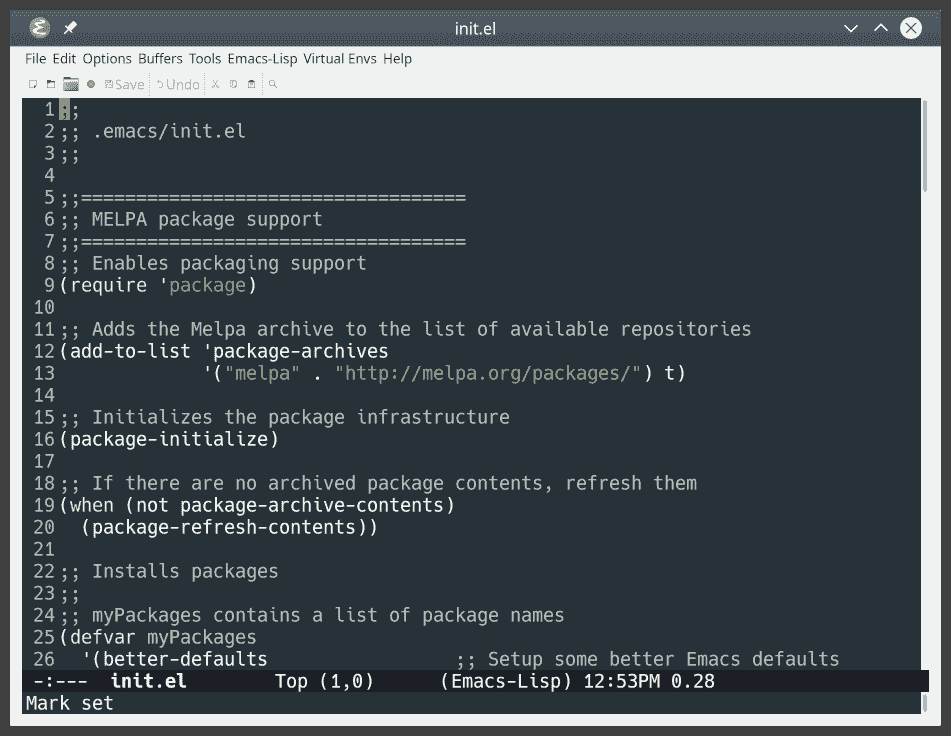 init.el
File Edit Options Buffers Tools Emacs-Lisp Virtual Envs Help
Save Undo
1 ;;
2 ;; .emacs/init.el
3 ;;
4
5 ;;===================================
6 ;; MELPA package support
7 ;;===================================
8 ;; Enables packaging support
9 (require 'package)
10
11 ;; Adds the Melpa archive to the list of available repositories
12 (add-to-list 'package-archives
13              '("melpa" . "http://melpa.org/packages/") t)
14
15 ;; Initializes the package infrastructure
16 (package-initialize)
17
18 ;; If there are no archived package contents, refresh them
19 (when (not package-archive-contents)
20   (package-refresh-contents))
21
22 ;; Installs packages
23 ;;
24 ;; myPackages contains a list of package names
25 (defvar myPackages
26   '(better-defaults                 ;; Setup some better Emacs defaults
-:---  init.el        Top (1,0)      (Emacs-Lisp) 12:53PM 0.28
Mark set